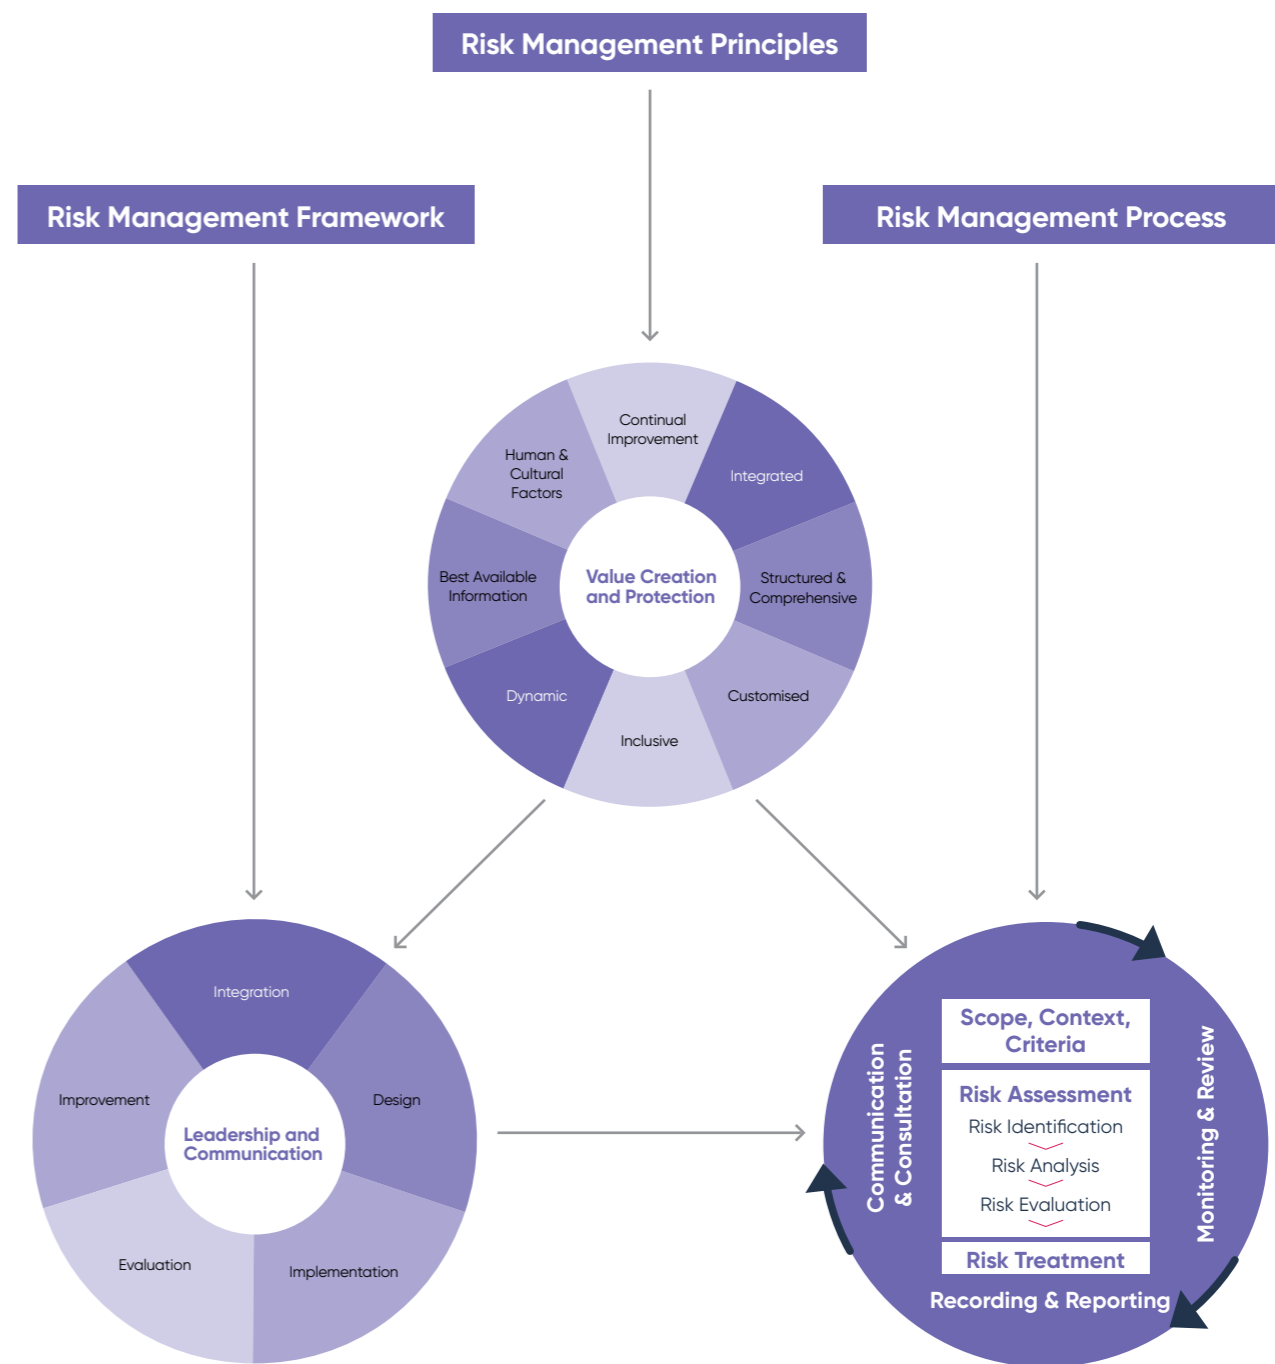 Risk Management Principles
Risk Management Framework
Risk Management Process
Continual
Improvement
Integrated
Structured &
Comprehensive
Customised
Inclusive
Dynamic
Best Available
Information
Human &
Cultural
Factors
Value Creation
and Protection
Integration
Design
Implementation
Evaluation
Improvement
Leadership and
Communication
Communication
& Consultation
Scope, Context,
Criteria
Risk Assessment
Risk Identification
Risk Analysis
Risk Evaluation
Risk Treatment
Monitoring & Review
Recording & Reporting